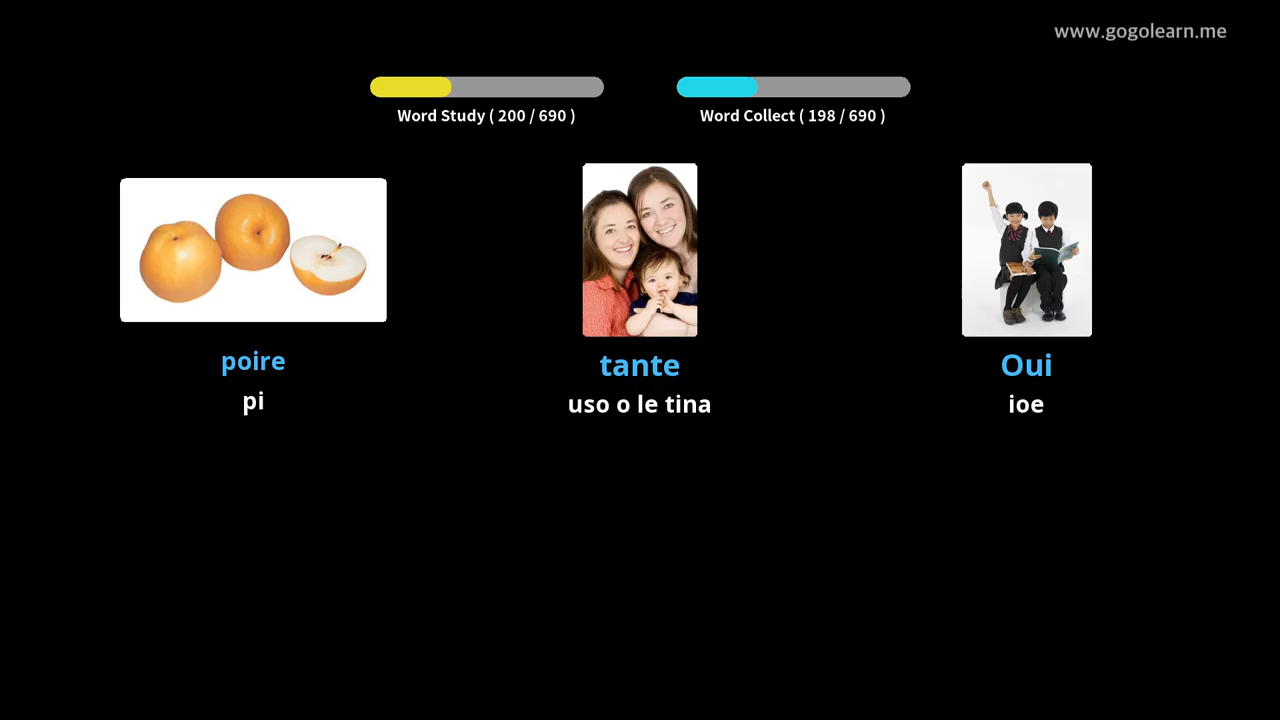 www.gogolearn.me
Word Study ( 200 / 690 )
Word Collect ( 198 / 690 )
poire
pi
tante
uso o le tina
Oui
ioe